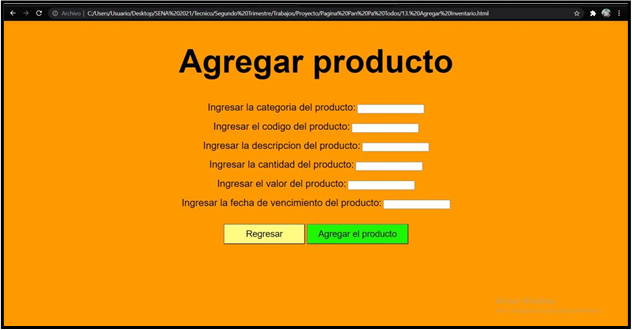 Archivo | C:/Users/Usuario/Desktop/SENA%202021/Tecnico/Segundo%20Trimestre/Trabajos/Proyecto/Pagina%20Pan%20Pa%20Todos/13.%20Agregar%20Inventario.html
Agregar producto
Ingresar la categoria del producto:
Ingresar el codigo del producto:
Ingresar la descripcion del producto:
Ingresar la cantidad del producto:
Ingresar el valor del producto:
Ingresar la fecha de vencimiento del producto:
Regresar Agregar el producto